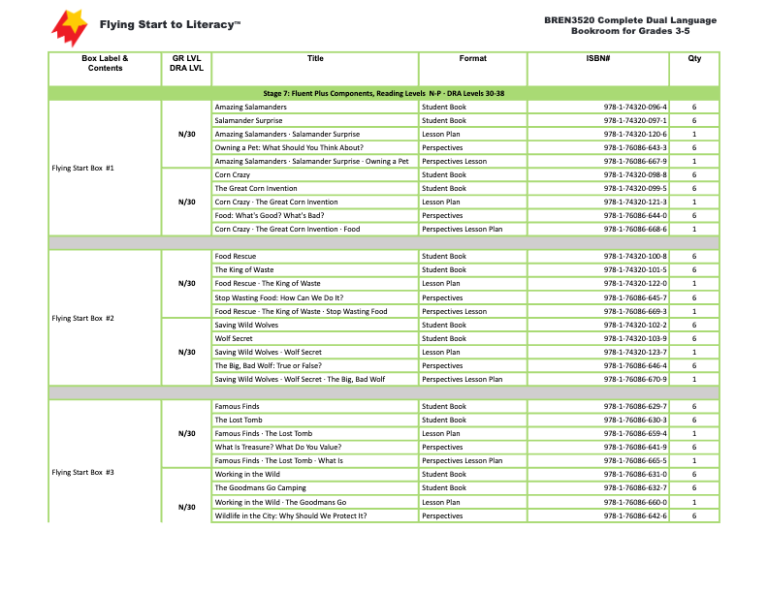 Flying Start to Literacy™
BREN3520 Complete Dual Language
Bookroom for Grades 3-5
Box Label & Contents GR LVL DRA LVL Title Format ISBN# Qty
Stage 7: Fluent Plus Components, Reading Levels N-P · DRA Levels 30-38
Flying Start Box #1
N/30
Amazing Salamanders Student Book 978-1-74320-096-4 6
Salamander Surprise Student Book 978-1-74320-097-1 6
Amazing Salamanders · Salamander Surprise Lesson Plan 978-1-74320-120-6 1
Owning a Pet: What Should You Think About? Perspectives 978-1-76086-643-3 6
Amazing Salamanders · Salamander Surprise · Owning a Pet Perspectives Lesson 978-1-76086-667-9 1
N/30
Corn Crazy Student Book 978-1-74320-098-8 6
The Great Corn Invention Student Book 978-1-74320-099-5 6
Corn Crazy · The Great Corn Invention Lesson Plan 978-1-74320-121-3 1
Food: What's Good? What's Bad? Perspectives 978-1-76086-644-0 6
Corn Crazy · The Great Corn Invention · Food Perspectives Lesson Plan 978-1-76086-668-6 1
Flying Start Box #2
N/30
Food Rescue Student Book 978-1-74320-100-8 6
The King of Waste Student Book 978-1-74320-101-5 6
Food Rescue · The King of Waste Lesson Plan 978-1-74320-122-0 1
Stop Wasting Food: How Can We Do It? Perspectives 978-1-76086-645-7 6
Food Rescue · The King of Waste · Stop Wasting Food Perspectives Lesson 978-1-76086-669-3 1
N/30
Saving Wild Wolves Student Book 978-1-74320-102-2 6
Wolf Secret Student Book 978-1-74320-103-9 6
Saving Wild Wolves · Wolf Secret Lesson Plan 978-1-74320-123-7 1
The Big, Bad Wolf: True or False? Perspectives 978-1-76086-646-4 6
Saving Wild Wolves · Wolf Secret · The Big, Bad Wolf Perspectives Lesson Plan 978-1-76086-670-9 1
Flying Start Box #3
N/30
Famous Finds Student Book 978-1-76086-629-7 6
The Lost Tomb Student Book 978-1-76086-630-3 6
Famous Finds · The Lost Tomb Lesson Plan 978-1-76086-659-4 1
What Is Treasure? What Do You Value? Perspectives 978-1-76086-641-9 6
Famous Finds · The Lost Tomb · What Is Perspectives Lesson Plan 978-1-76086-665-5 1
N/30
Working in the Wild Student Book 978-1-76086-631-0 6
The Goodmans Go Camping Student Book 978-1-76086-632-7 6
Working in the Wild · The Goodmans Go Lesson Plan 978-1-76086-660-0 1
Wildlife in the City: Why Should We Protect It? Perspectives 978-1-76086-642-6 6